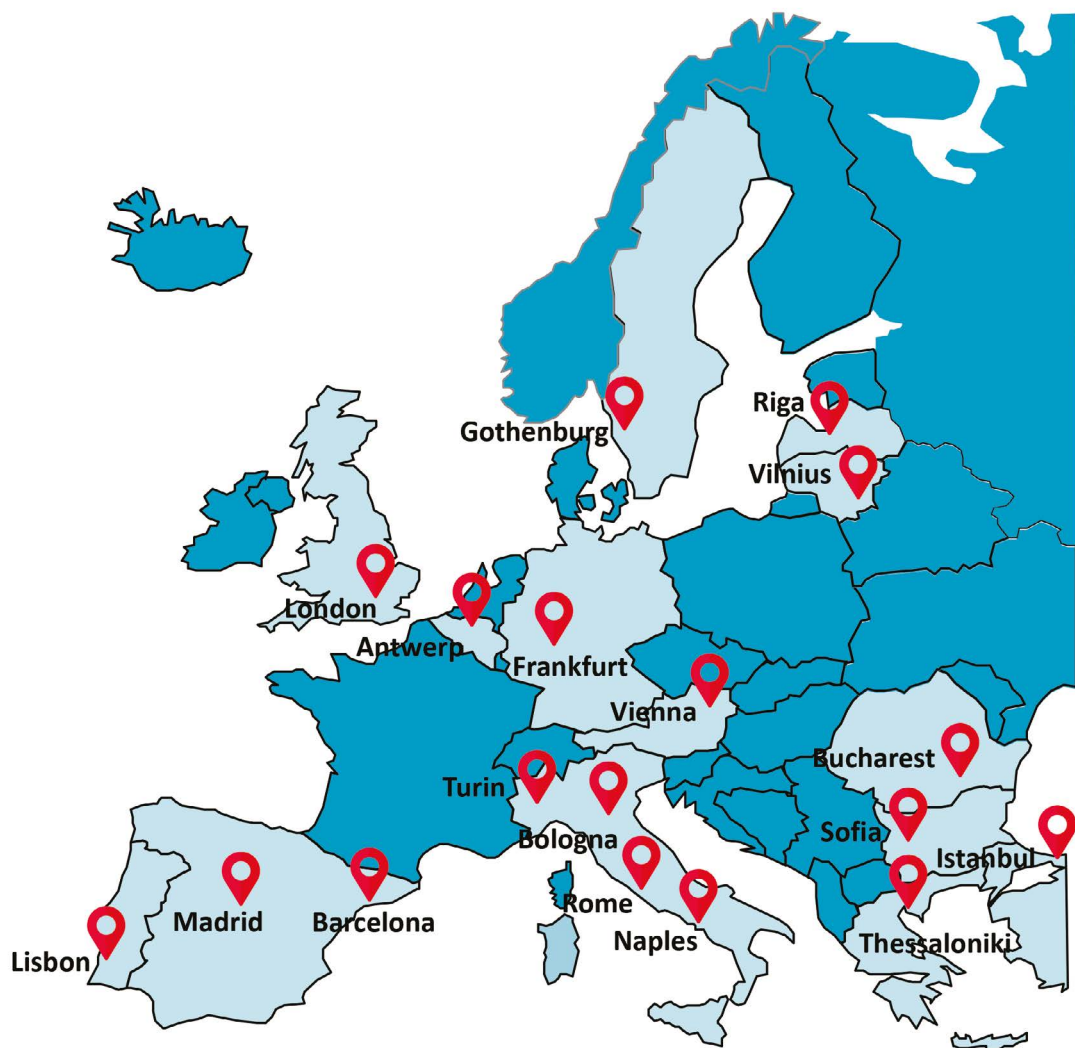 Riga
Gothenburg
Vilnius
London
Antwerp
Frankfurt
Vienna
Bucharest
Turin
Sofia
Bologna
Istanbul
Rome
Madrid
Barcelona
Naples
Thessaloniki
Lisbon